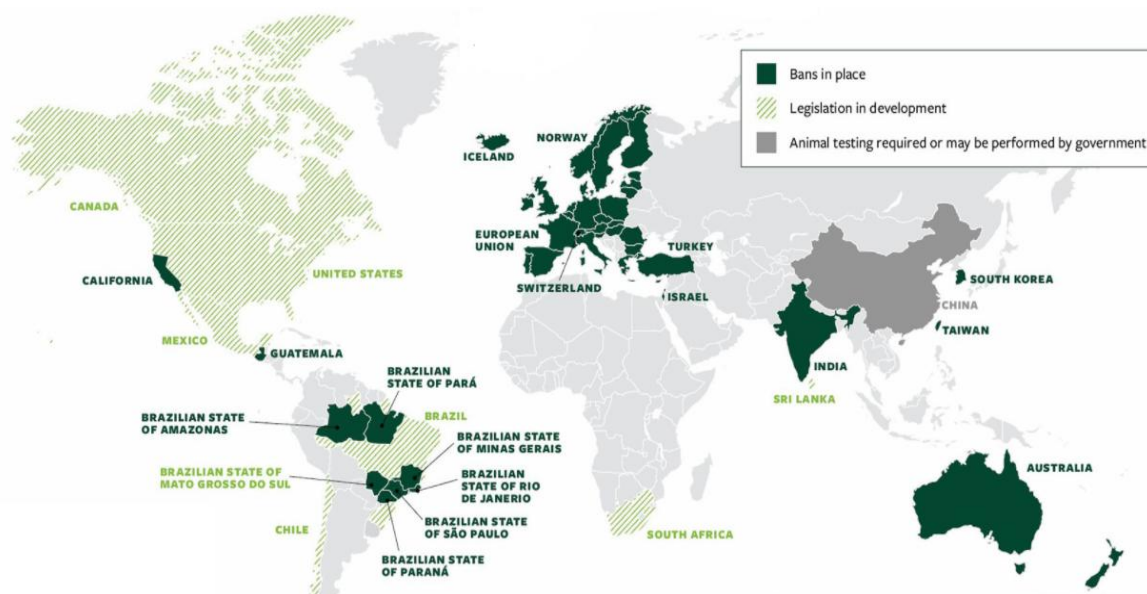 Bans in place
Legislation in development
Animal testing required or may be performed by government
NORWAY
ICELAND
CANADA
EUROPEAN
UNION
TURKEY
CALIFORNIA
UNITED STATES
SWITZERLAND
ISRAEL
SOUTH KOREA
CHINA
TAIWAN
MEXICO
GUATEMALA
INDIA
BRAZILIAN
STATE OF PARÁ
SRI LANKA
BRAZILIAN STATE
OF AMAZONAS
BRAZIL
BRAZILIAN STATE
OF MINAS GERAIS
BRAZILIAN STATE OF
MATO GROSSO DO SUL
BRAZILIAN
STATE OF RIO
DE JANERIO
AUSTRALIA
CHILE
BRAZILIAN STATE
OF SÃO PAULO
SOUTH AFRICA
BRAZILIAN STATE
OF PARANÁ